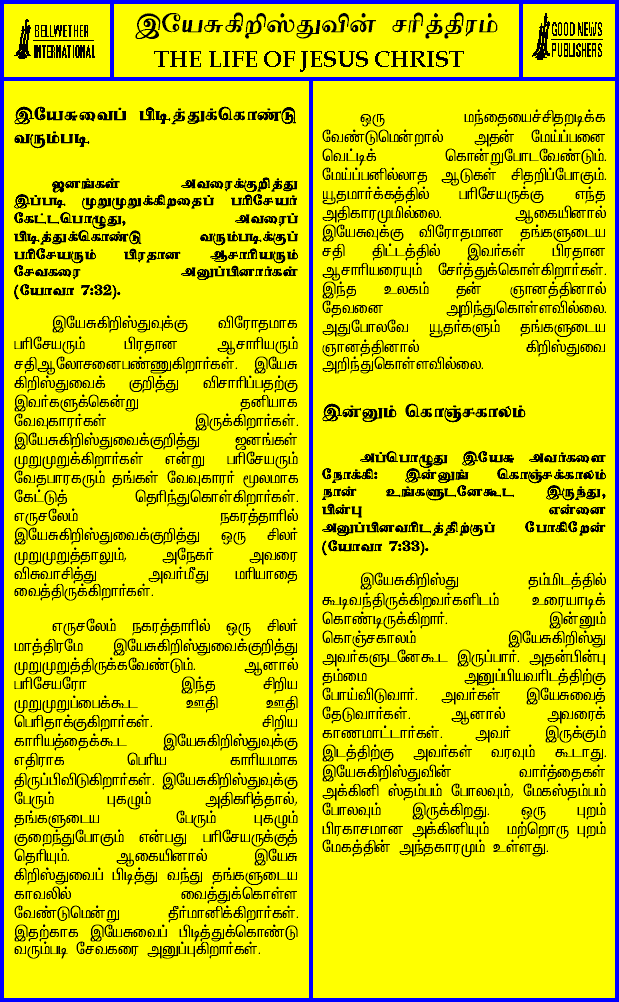 BELLWETHER
INTERNATIONAL
இயேசுகிறிஸ்துவின் சரித்திரம்
THE LIFE OF JESUS CHRIST
GOOD NEWS
PUBLISHERS
இயேசுவைப் பிடித்துக்கொண்டு
வரும்படி
ஜனங்கள் அவரைக்குறித்து
இப்படி முறுமுறுக்கிறதைப் பரிசேயர்
கேட்டபொழுது, அவரைப்
பிடித்துக்கொண்டு வரும்படிக்குப்
பரிசேயரும் பிரதான ஆசாரியரும்
சேவகரை அனுப்பினார்கள்
(யோவா 7:32).
இயேசுகிறிஸ்துவுக்கு விரோதமாக
பரிசேயரும் பிரதான ஆசாரியரும்
சதிஆலோசனைபண்ணுகிறார்கள். இயேசு
கிறிஸ்துவைக் குறித்து விசாரிப்பதற்கு
இவர்களுக்கென்று தனியாக
வேவுகாரர்கள் இருக்கிறார்கள்.
இயேசுகிறிஸ்துவைக்குறித்து ஜனங்கள்
முறுமுறுக்கிறார்கள் என்று பரிசேயரும்
வேதபாரகரும் தங்கள் வேவுகாரர் மூலமாக
கேட்டுத் தெரிந்துகொள்கிறார்கள்.
எருசலேம் நகரத்தாரில்
இயேசுகிறிஸ்துவைக்குறித்து ஒரு சிலர்
முறுமுறுத்தாலும், அநேகர் அவரை
விசுவாசித்து அவர்மீது மரியாதை
வைத்திருக்கிறார்கள்.
எருசலேம் நகரத்தாரில் ஒரு சிலர்
மாத்திரமே இயேசுகிறிஸ்துவைக்குறித்து
முறுமுறுத்திருக்கவேண்டும். ஆனால்
பரிசேயரோ இந்த சிறிய
முறுமுறுப்பைக்கூட ஊதி ஊதி
பெரிதாக்குகிறார்கள். சிறிய
காரியத்தைக்கூட இயேசுகிறிஸ்துவுக்கு
எதிராக பெரிய காரியமாக
திருப்பிவிடுகிறார்கள். இயேசுகிறிஸ்துவுக்கு
பேரும் புகழும் அதிகரித்தால்,
தங்களுடைய பேரும் புகழும்
குறைந்துபோகும் என்பது பரிசேயருக்குத்
தெரியும். ஆகையினால் இயேசு
கிறிஸ்துவைப் பிடித்து வந்து தங்களுடைய
காவலில் வைத்துக்கொள்ள
வேண்டுமென்று தீர்மானிக்கிறார்கள்.
இதற்காக இயேசுவைப் பிடித்துக்கொண்டு
வரும்படி சேவகரை அனுப்புகிறார்கள்.
ஒரு மந்தையைச்சிதறடிக்க
வேண்டுமென்றால் அதன் மேய்ப்பனை
வெட்டிக் கொன்றுபோடவேண்டும்.
மேய்ப்பனில்லாத ஆடுகள் சிதறிப்போகும்.
யூதமார்க்கத்தில் பரிசேயருக்கு எந்த
அதிகாரமுமில்லை. ஆகையினால்
இயேசுவுக்கு விரோதமான தங்களுடைய
சதி திட்டத்தில் இவர்கள் பிரதான
ஆசாரியரையும் சேர்த்துக்கொள்கிறார்கள்.
இந்த உலகம் தன் ஞானத்தினால்
தேவனை அறிந்துகொள்ளவில்லை.
அதுபோலவே யூதர்களும் தங்களுடைய
ஞானத்தினால் கிறிஸ்துவை
அறிந்துகொள்ளவில்லை.
இன்னும் கொஞ்சகாலம்
அப்பொழுது இயேசு அவர்களை
நோக்கி: இன்னுங் கொஞ்சக்காலம்
நான் உங்களுடனேகூட இருந்து,
பின்பு என்னை
அனுப்பினவரிடத்திற்குப் போகிறேன்
(யோவா 7:33).
இயேசுகிறிஸ்து தம்மிடத்தில்
கூடிவந்திருக்கிறவர்களிடம் உரையாடிக்
கொண்டிருக்கிறார். இன்னும்
கொஞ்சகாலம் இயேசுகிறிஸ்து
அவர்களுடனேகூட இருப்பார். அதன்பின்பு
தம்மை அனுப்பியவரிடத்திற்கு
போய்விடுவார். அவர்கள் இயேசுவைத்
தேடுவார்கள். ஆனால் அவரைக்
காணமாட்டார்கள். அவர் இருக்கும்
இடத்திற்கு அவர்கள் வரவும் கூடாது.
இயேசுகிறிஸ்துவின் வார்த்தைகள்
அக்கினி ஸ்தம்பம் போலவும், மேகஸ்தம்பம்
போலவும் இருக்கிறது. ஒரு புறம்
பிரகாசமான அக்கினியும் மற்றொரு புறம்
மேகத்தின் அந்தகாரமும் உள்ளது.